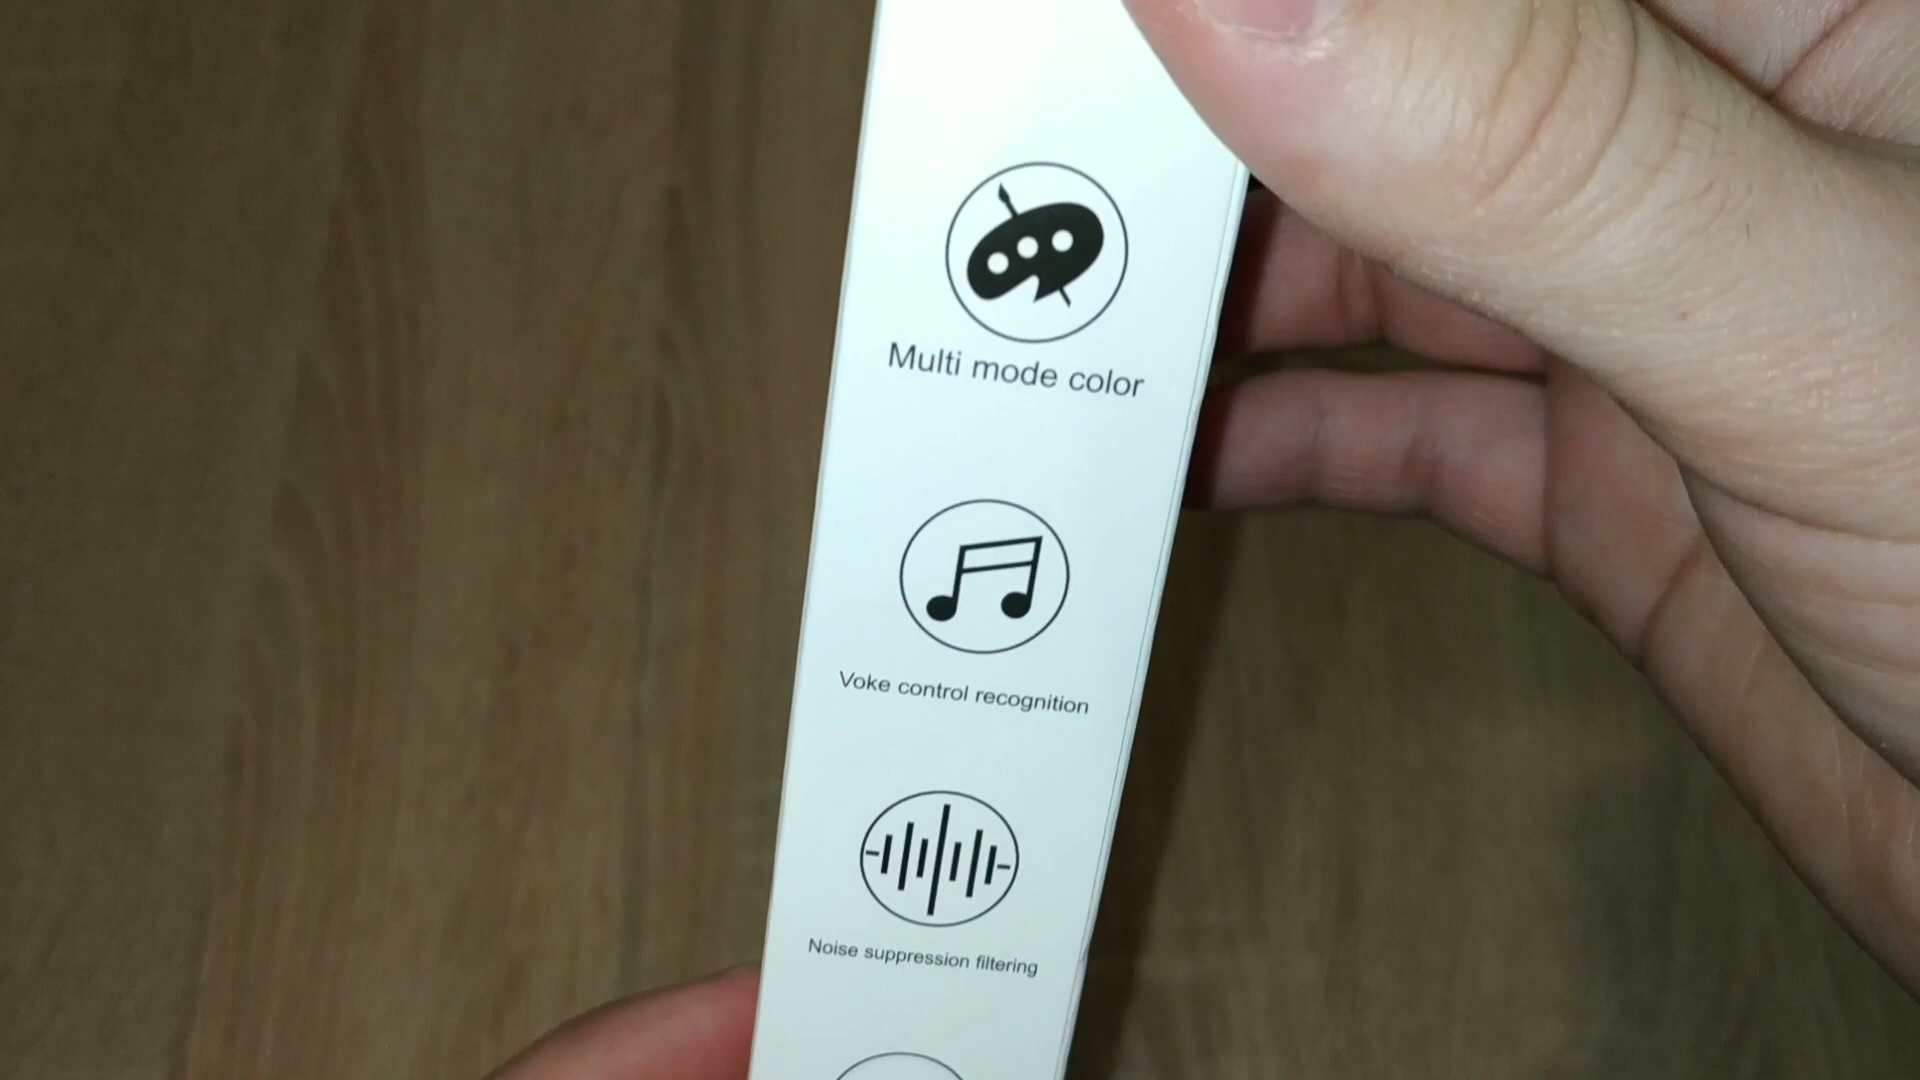 Multi mode color
Voke control recognition
Noise suppression filtering